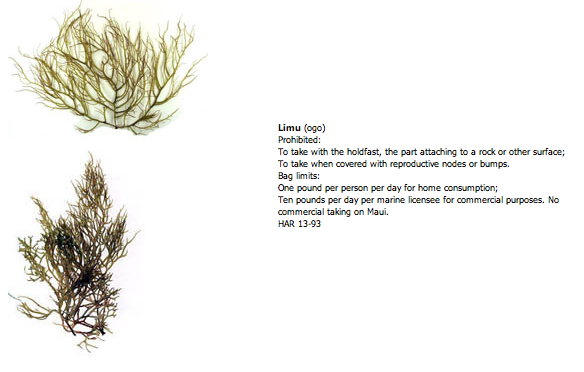 Limu (ogo)
Prohibited:
To take with the holdfast, the part attaching to a rock or other surface;
To take when covered with reproductive nodes or bumps.
Bag limits:
One pound per person per day for home consumption;
Ten pounds per day per marine licensee for commercial purposes. No
commercial taking on Maui.
HAR 13-93